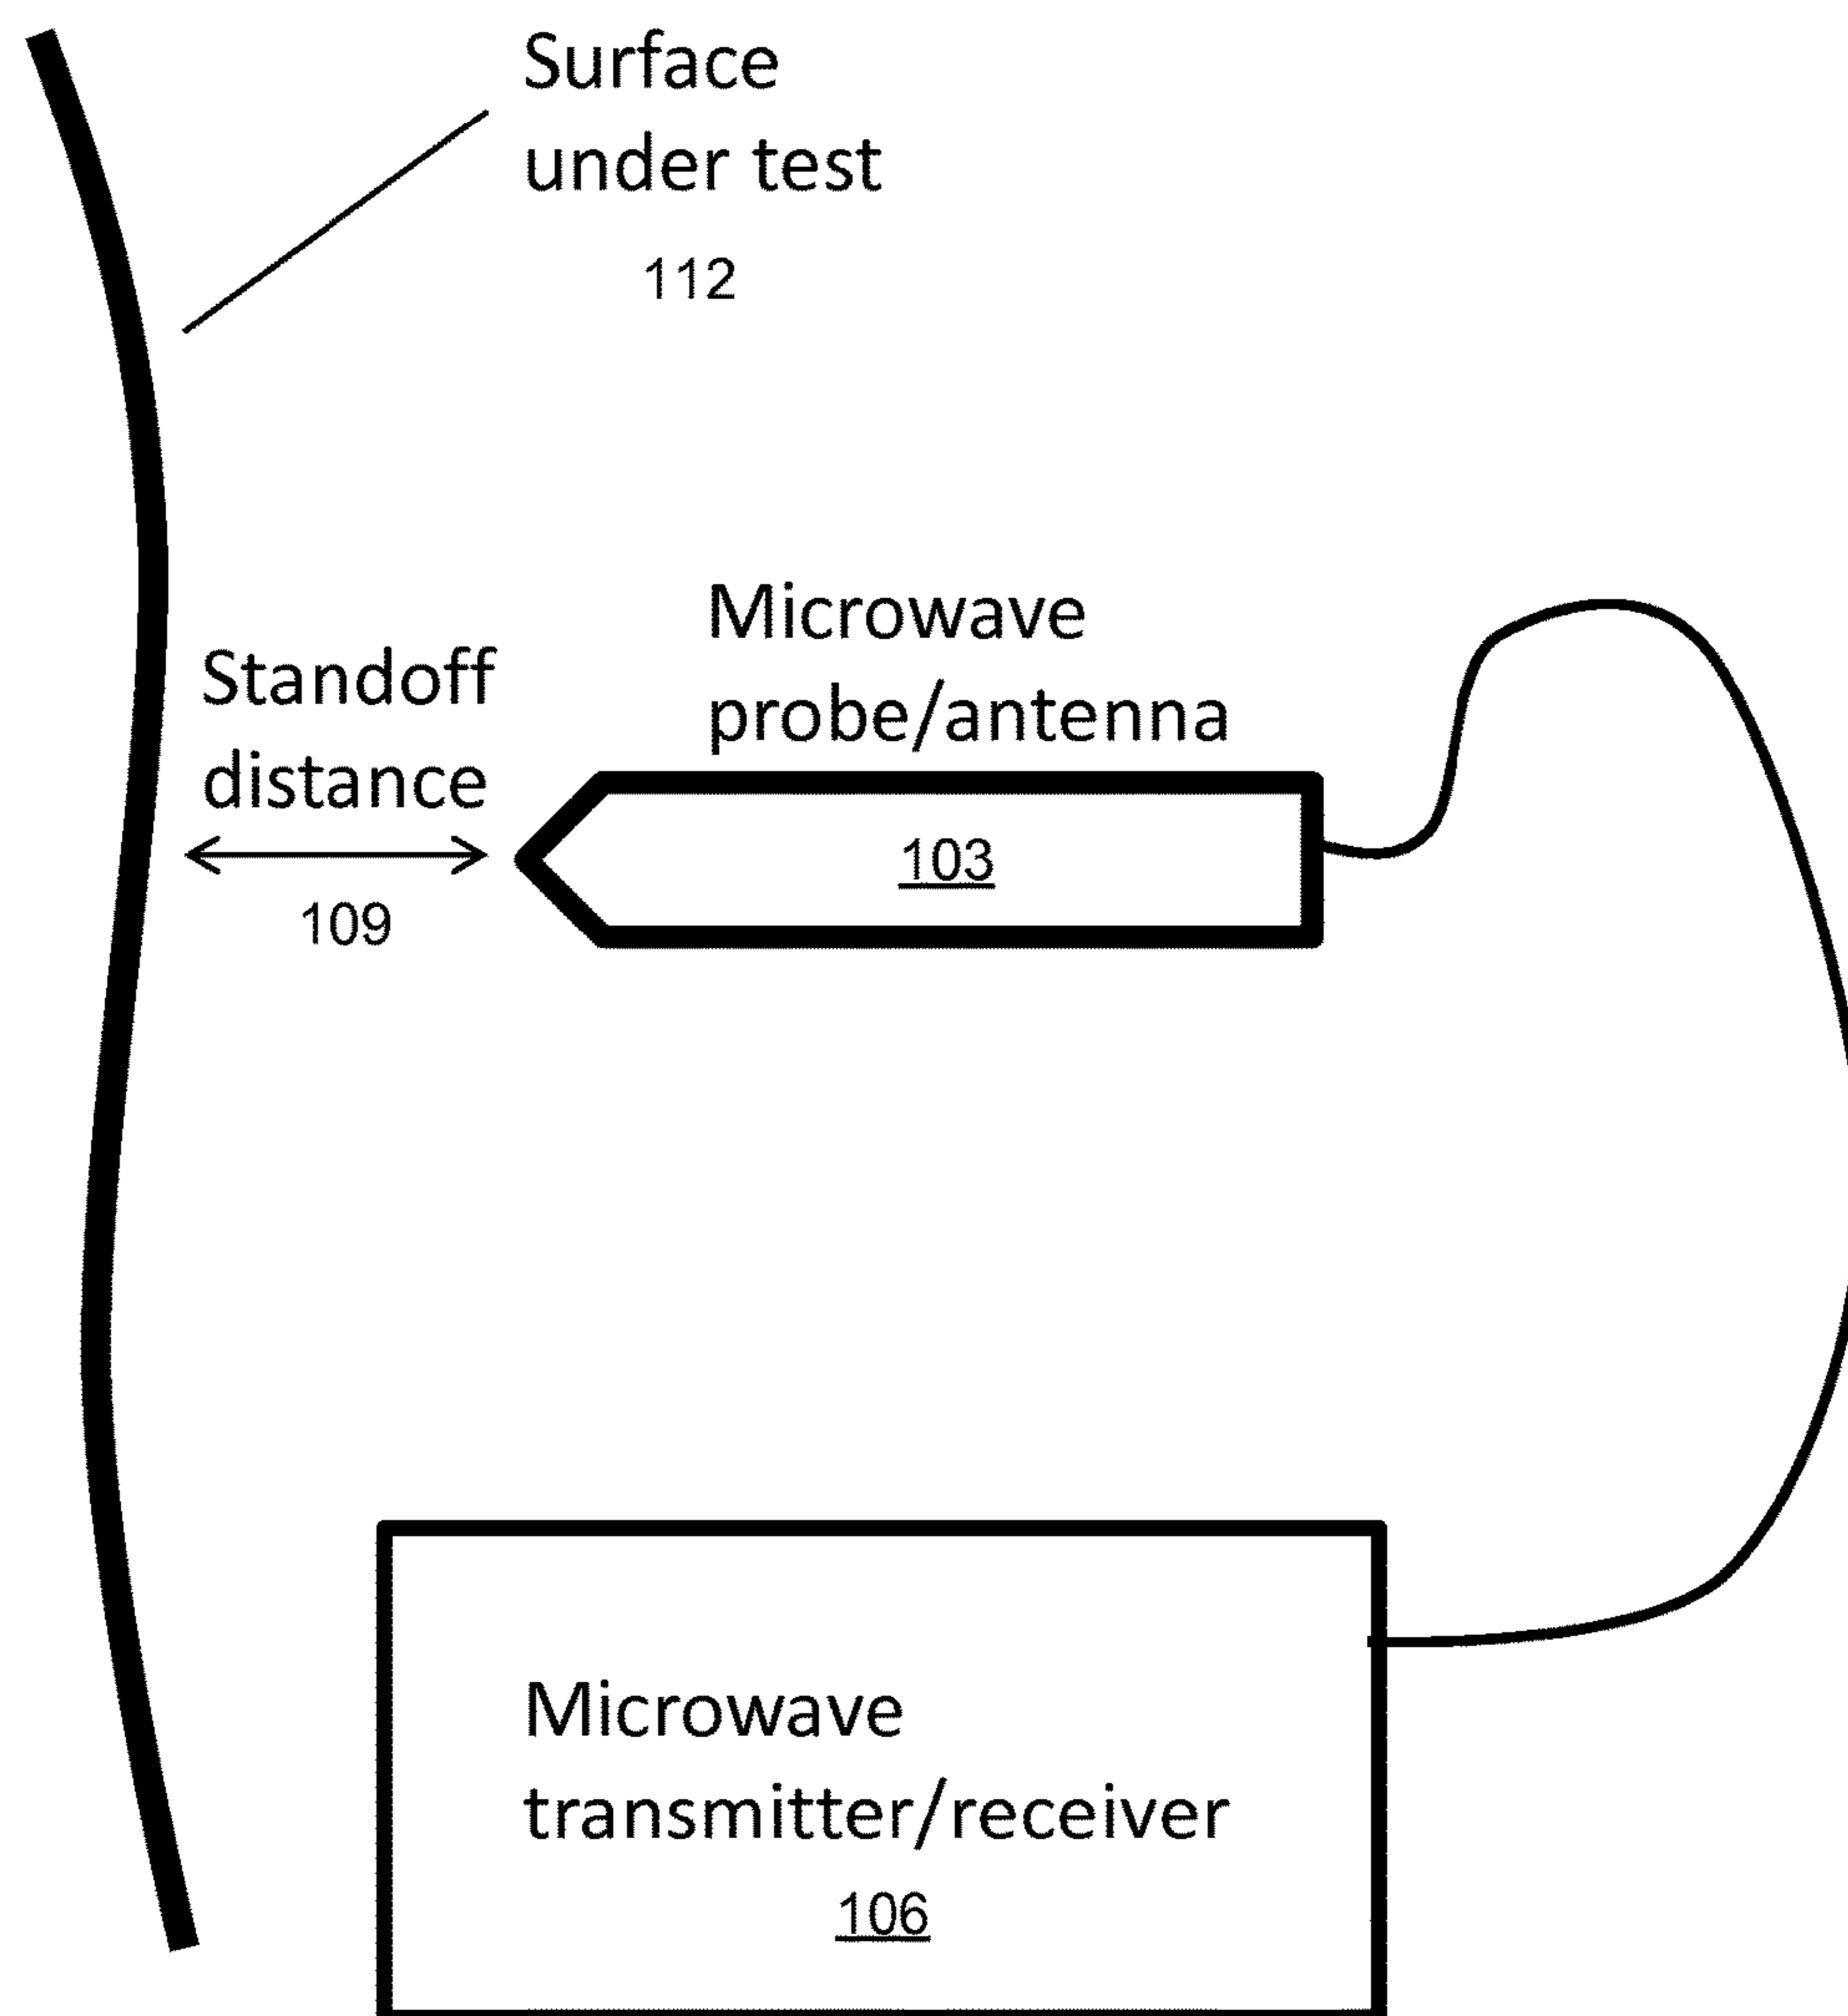 Surface
under test
112
Microwave
probe/antenna
Standoff
distance
103
109
Microwave
transmitter/receiver
106